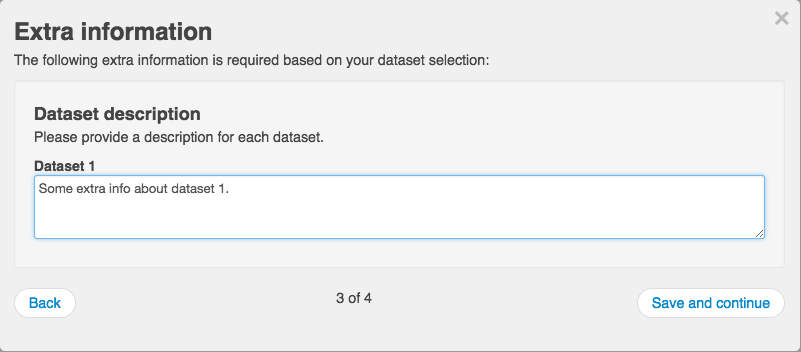 Extra information
×
The following extra information is required based on your dataset selection:
Dataset description
Please provide a description for each dataset.
Dataset 1
Some extra info about dataset 1.
Back
3 of 4
Save and continue